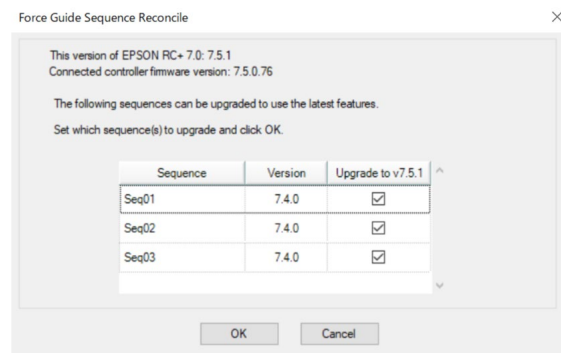 Force Guide Sequence Reconcile
This version of EPSON RC+ 7.0: 7.5.1
Connected controller firmware version: 7.5.0.76
The following sequences can be upgraded to use the latest features.
Set which sequence(s) to upgrade and click OK.
Sequence Version Upgrade to v7.5.1
Seq01 7.4.0
Seq02 7.4.0
Seq03 7.4.0
OK Cancel